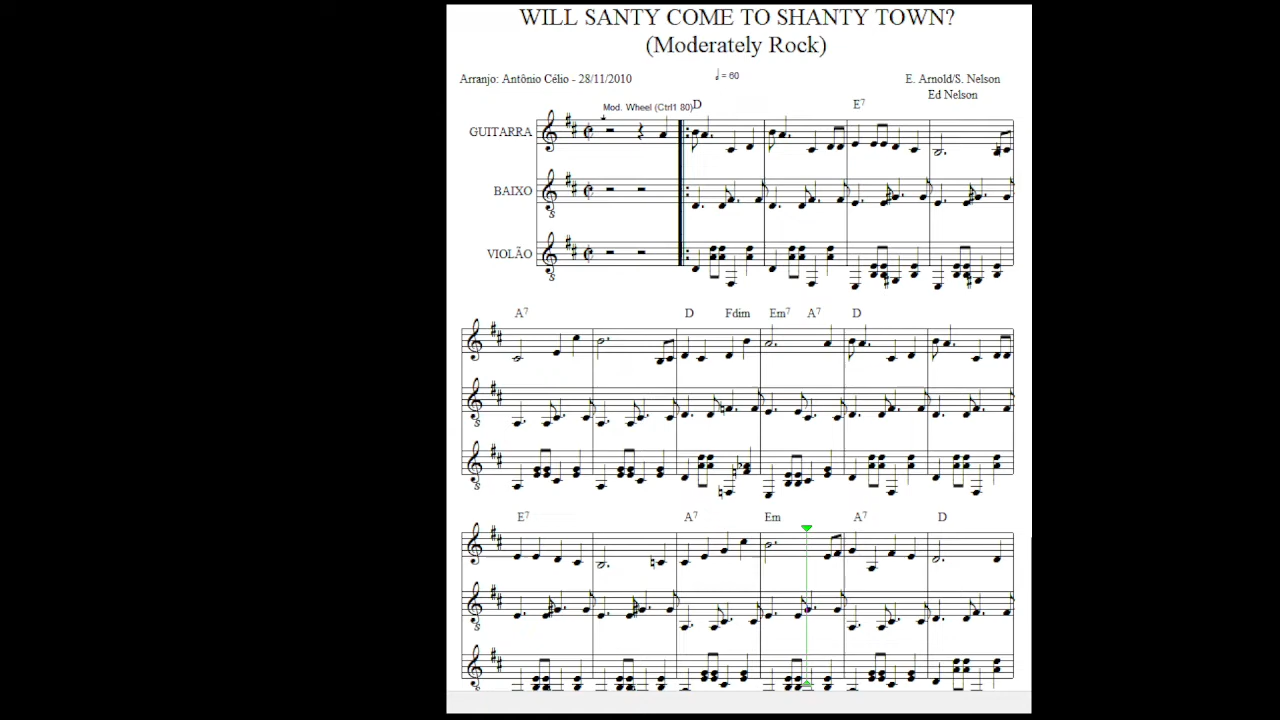 WILL SANTY COME TO SHANTY TOWN?
(Moderately Rock)
Arranjo: Antônio Célio - 28/11/2010
= 60
E. Arnold/S. Nelson
Ed Nelson
Mod. Wheel (Ctrl1 80) D E7
GUITARRA
BAIXO
VIOLÃO
A7 D Fdim Em7 A7 D
E7 A7 Em A7 D